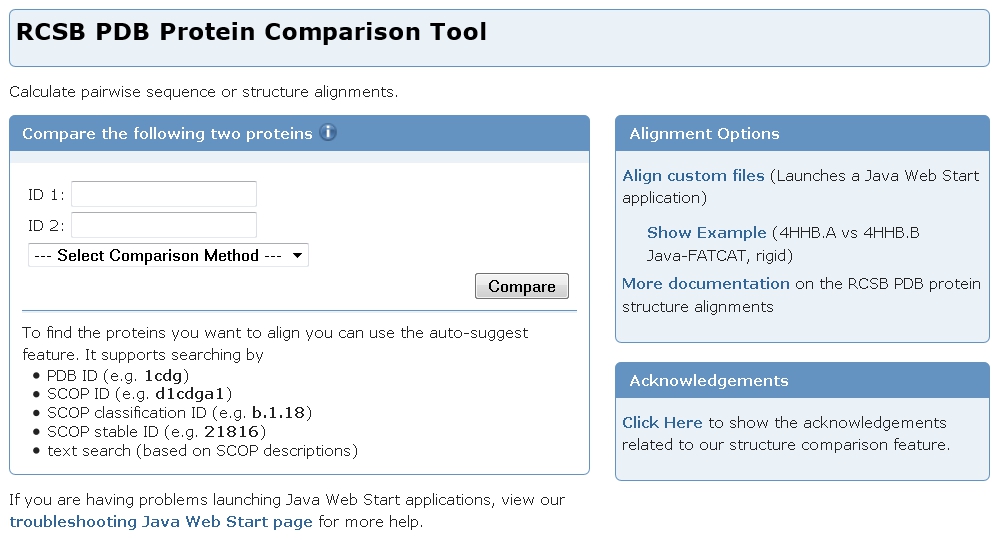 RCSB PDB Protein Comparison Tool
Calculate pairwise sequence or structure alignments.
Compare the following two proteins i
ID 1:
ID 2:
--- Select Comparison Method ---
Compare
To find the proteins you want to align you can use the auto-suggest
feature. It supports searching by
• PDB ID (e.g. 1cdg)
• SCOP ID (e.g. d1cdga1)
• SCOP classification ID (e.g. b.1.18)
• SCOP stable ID (e.g. 21816)
• text search (based on SCOP descriptions)
If you are having problems launching Java Web Start applications, view our
troubleshooting Java Web Start page for more help.
Alignment Options
Align custom files (Launches a Java Web Start
application)
Show Example (4HHB.A vs 4HHB.B
Java-FATCAT, rigid)
More documentation on the RCSB PDB protein
structure alignments
Acknowledgements
Click Here to show the acknowledgements
related to our structure comparison feature.